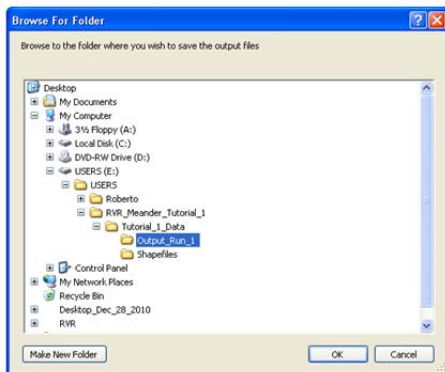 Browse For Folder
Browse to the folder where you wish to save the output files
Desktop
My Documents
My Computer
3½ Floppy (A:)
Local Disk (C:)
DVD-RW Drive (D:)
USERS (E:)
USERS
Roberto
RVR_Meander_Tutorial_1
Tutorial_1_Data
Output_Run_1
Shapefiles
Control Panel
My Network Places
Recycle Bin
Desktop_Dec_28_2010
RVR
Make New Folder
OK
Cancel